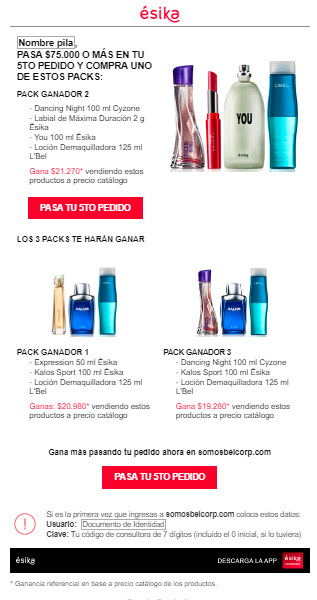 ésika
Nombre pila,
PASA $75.000 O MÁS EN TU
5TO PEDIDO Y COMPRA UNO
DE ESTOS PACKS:
PACK GANADOR 2
- Dancing Night 100 ml Cyzone
- Labial de Máxima Duración 2 g
Ésika
- You 100 ml Ésika
- Loción Demaquilladora 125 ml
L'Bel
Gana $21.270* vendiendo estos
productos a precio catálogo
YOU
ésika
L'BEL
PASA TU 5TO PEDIDO
LOS 3 PACKS TE HARÁN GANAR
KALOS
KALOS
PACK GANADOR 1
- Expression 50 ml Ésika
- Kalos Sport 100 ml Ésika
- Loción Demaquilladora 125 ml
L'Bel
Ganas: $20.980* vendiendo estos
productos a precio catálogo
PACK GANADOR 3
- Dancing Night 100 ml Cyzone
- Kalos Sport 100 ml Ésika
- Loción Demaquilladora 125 ml
L'Bel
Gana $19.260* vendiendo estos
productos a precio catálogo
Gana más pasando tu pedido ahora en somosbelcorp.com
PASA TU 5TO PEDIDO
Si es la primera vez que ingresas a somosbelcorp.com coloca estos datos:
Usuario: Documento de Identidad
Clave: Tu código de consultora de 7 dígitos (incluido el 0 inicial, si lo tuviera)
ésika
DESCARGA LA APP
ésika
* Ganancia referencial en base a precio catálogo de los productos.